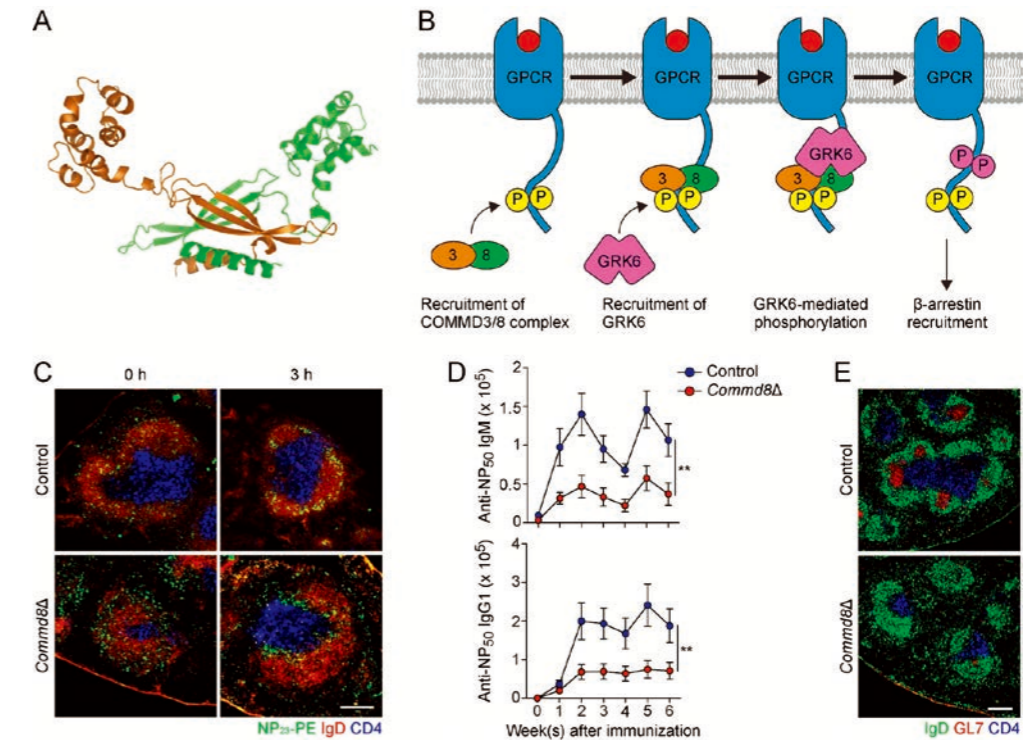 A
B
GPCR
GPCR
GPCR
GPCR
GRK6
P
P
3
8
3
8
P
P
P
P
P
P
P
P
3
8
GRK6
Recruitment of
COMMD3/8 complex
Recruitment of
GRK6
GRK6-mediated
phosphorylation
β-arrestin
recruitment
C
0 h
3 h
Control
Commd8Δ
NP₂₃-PE IgD CD4
D
Control
Commd8Δ
Anti-NP₅₀ IgM (x 10⁵)
2
1.5
1
0.5
0
**
Anti-NP₅₀ IgG1 (x 10⁵)
4
3
2
1
0
**
0 1 2 3 4 5 6
Week(s) after immunization
E
Control
Commd8Δ
IgD GL7 CD4